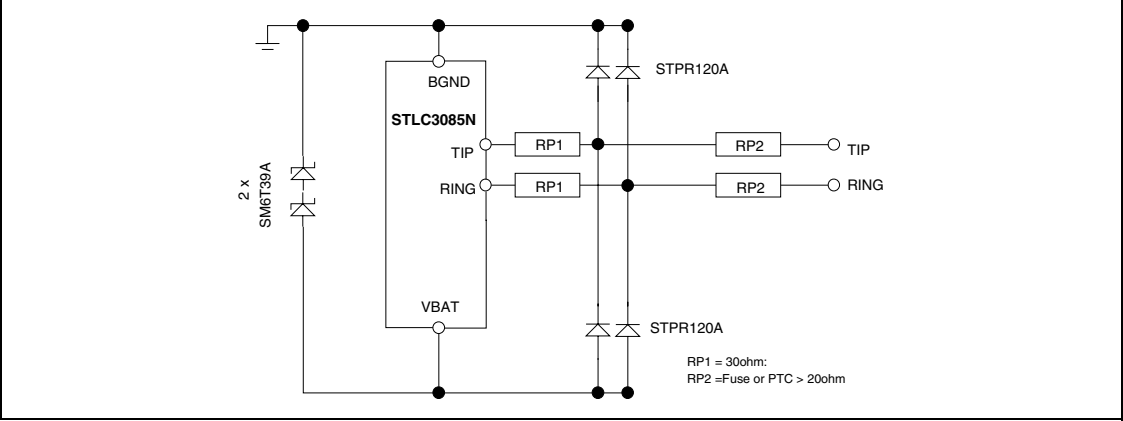 STPR120A
BGND
STLC3085N
TIP
RP1
RP2
TIP
RING
RP1
RP2
RING
2 x
SM6T39A
VBAT
STPR120A
RP1 = 30ohm:
RP2 =Fuse or PTC > 20ohm